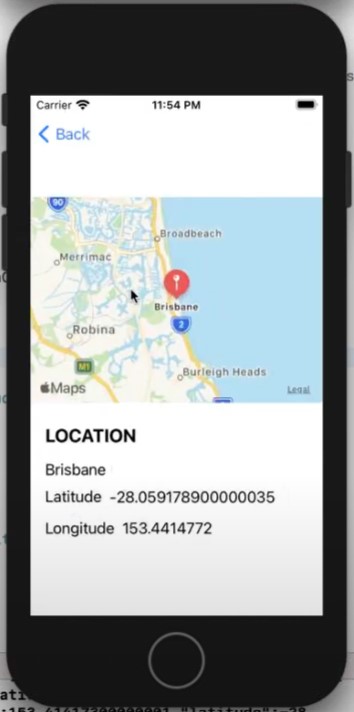 Carrier 11:54 PM
Back
90
Broadbeach
Merrimac
Brisbane
2
Robina
M1
Burleigh Heads
Maps
Legal
LOCATION
Brisbane
Latitude -28.059178900000035
Longitude 153.4414772